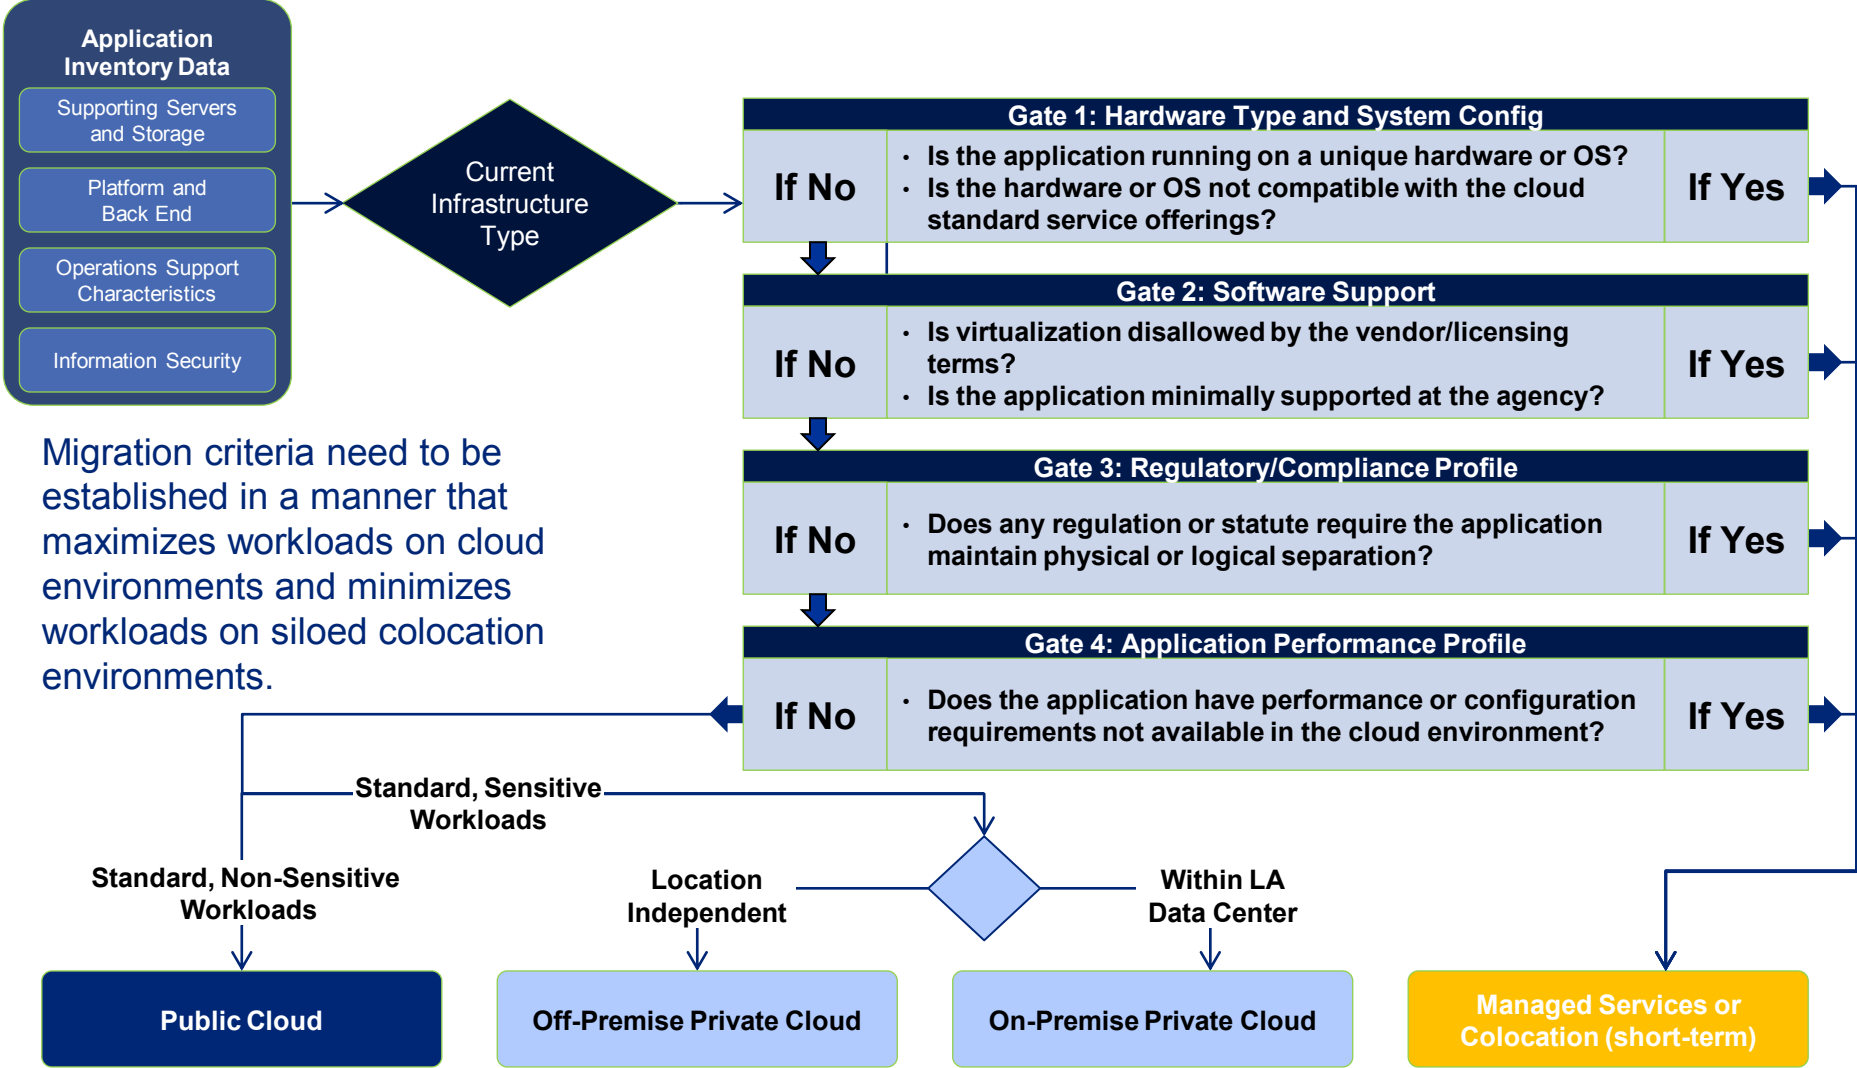 Application
Inventory Data
Supporting Servers
and Storage
Platform and
Back End
Operations Support
Characteristics
Information Security
Current
Infrastructure
Type
Gate 1: Hardware Type and System Config
If No
• Is the application running on a unique hardware or OS?
• Is the hardware or OS not compatible with the cloud
standard service offerings?
If Yes
Gate 2: Software Support
If No
• Is virtualization disallowed by the vendor/licensing
terms?
• Is the application minimally supported at the agency?
If Yes
Migration criteria need to be
established in a manner that
maximizes workloads on cloud
environments and minimizes
workloads on siloed colocation
environments.
Gate 3: Regulatory/Compliance Profile
If No
• Does any regulation or statute require the application
maintain physical or logical separation?
If Yes
Gate 4: Application Performance Profile
If No
• Does the application have performance or configuration
requirements not available in the cloud environment?
If Yes
Standard, Sensitive
Workloads
Standard, Non-Sensitive
Workloads
Location
Independent
Within LA
Data Center
Public Cloud
Off-Premise Private Cloud
On-Premise Private Cloud
Managed Services or
Colocation (short-term)